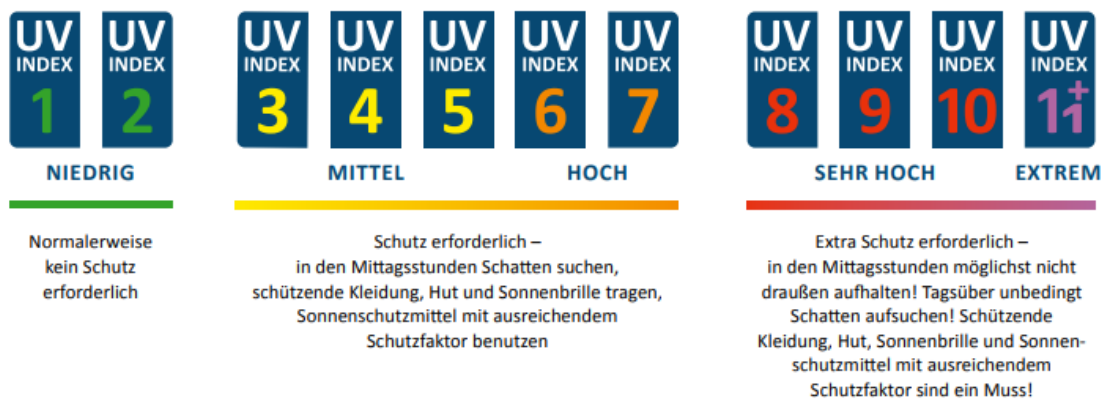 UV INDEX 1
UV INDEX 2
NIEDRIG
Normalerweise
kein Schutz
erforderlich
UV INDEX 3
UV INDEX 4
UV INDEX 5
UV INDEX 6
UV INDEX 7
MITTEL
HOCH
Schutz erforderlich –
in den Mittagsstunden Schatten suchen,
schützende Kleidung, Hut und Sonnenbrille tragen,
Sonnenschutzmittel mit ausreichendem
Schutzfaktor benutzen
UV INDEX 8
UV INDEX 9
UV INDEX 10
UV INDEX 11+
SEHR HOCH
EXTREM
Extra Schutz erforderlich –
in den Mittagsstunden möglichst nicht
draußen aufhalten! Tagsüber unbedingt
Schatten aufsuchen! Schützende
Kleidung, Hut, Sonnenbrille und Sonnen-
schutzmittel mit ausreichendem
Schutzfaktor sind ein Muss!